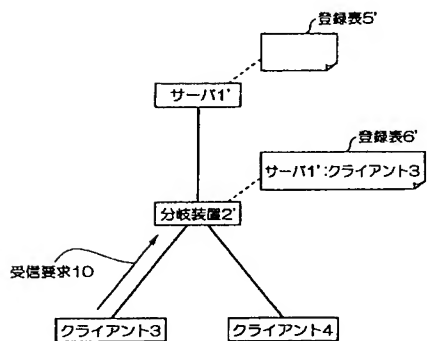 登録表5'
サーバ1'
登録表6'
サーバ1':クライアント3
分岐装置2'
受信要求10
クライアント3
クライアント4